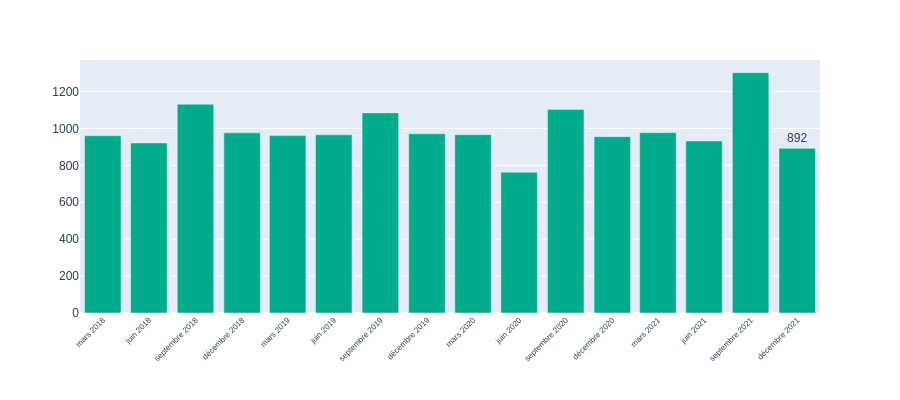 1200
1000
800
600
400
200
0
892
mars 2018
juin 2018
septembre 2018
décembre 2018
mars 2019
juin 2019
septembre 2019
décembre 2019
mars 2020
juin 2020
septembre 2020
décembre 2020
mars 2021
juin 2021
septembre 2021
décembre 2021